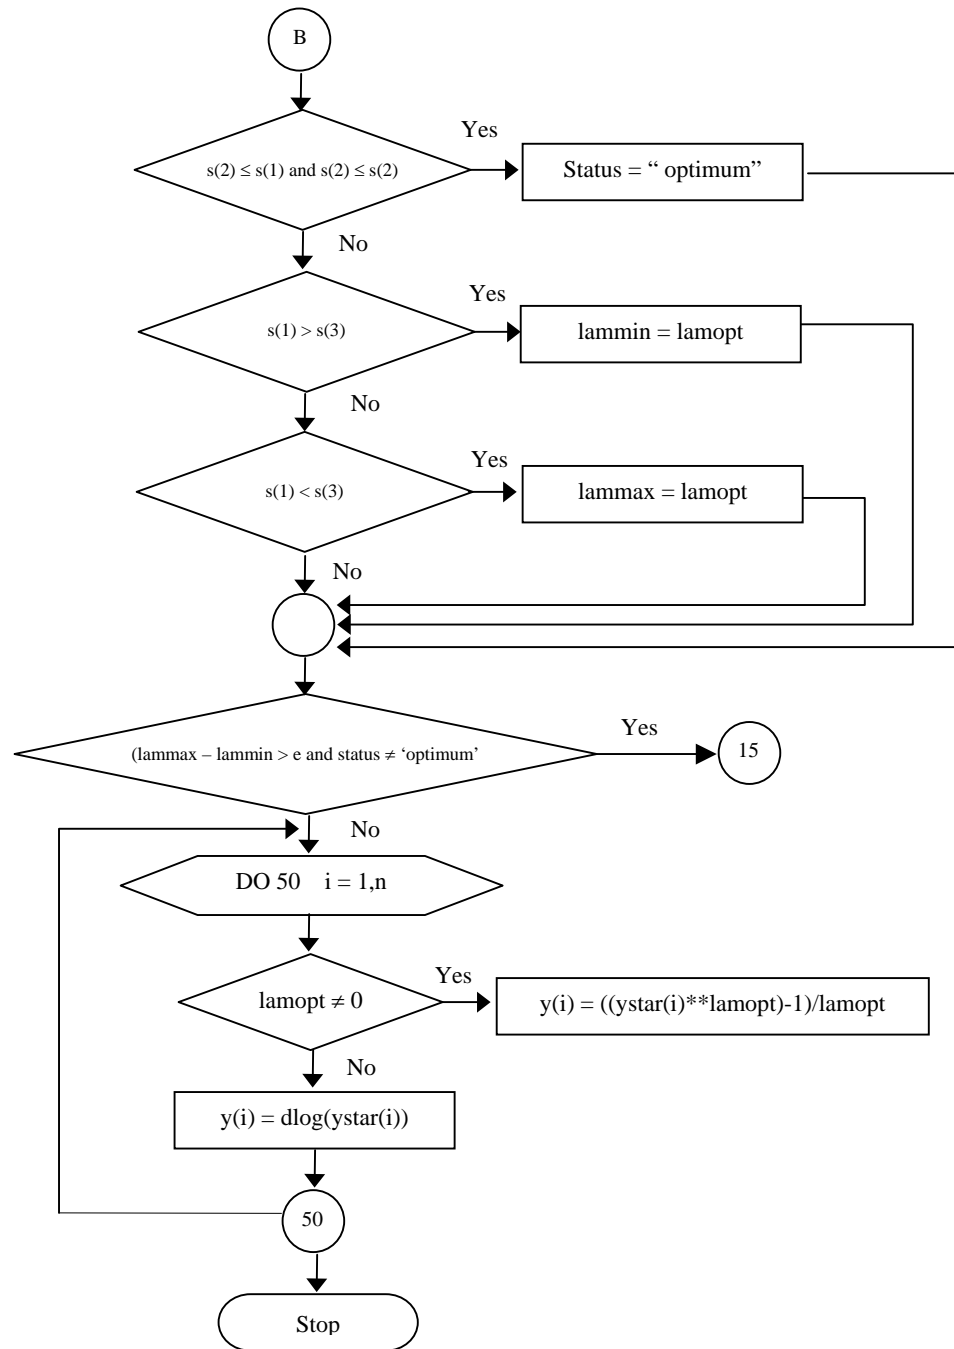 B
Yes
s(2) ≤ s(1) and s(2) ≤ s(2)
Status = “ optimum”
No
Yes
s(1) > s(3)
lammin = lamopt
No
Yes
s(1) < s(3)
lammax = lamopt
No
Yes
(lammax – lammin > e and status ≠ ‘optimum’
15
No
DO 50 i = 1,n
Yes
lamopt ≠ 0
y(i) = ((ystar(i)**lamopt)-1)/lamopt
No
y(i) = dlog(ystar(i))
50
Stop